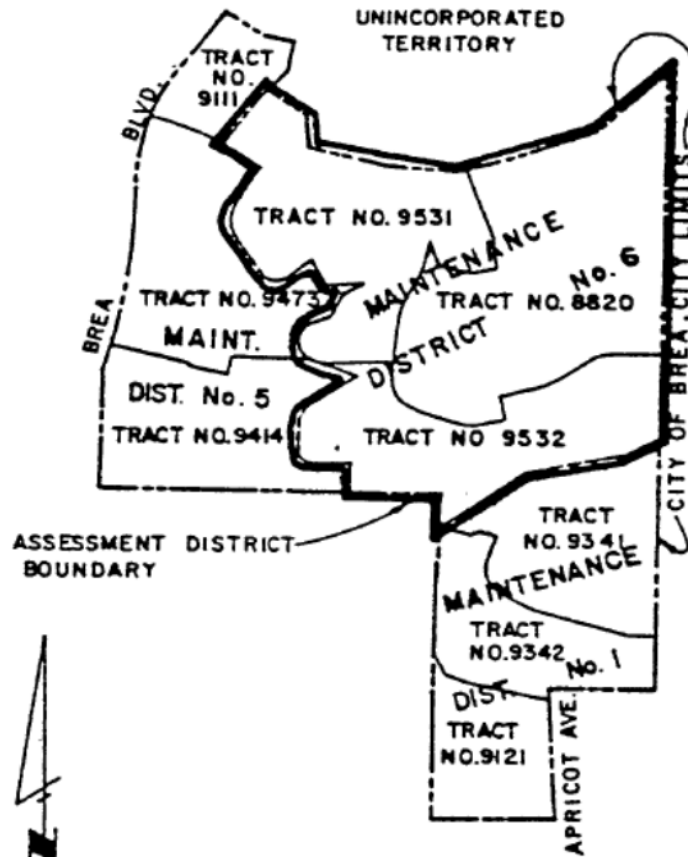 UNINCORPORATED
TERRITORY
TRACT
NO.
9111
BLVD.
TRACT NO. 9531
MAINTENANCE
No. 6
TRACT NO. 9473
TRACT NO. 8820
BREA
MAINT.
DISTRICT
DIST. No. 5
TRACT NO. 9414
TRACT NO 9532
CITY OF BREA, CITY LIMITS
ASSESSMENT DISTRICT
BOUNDARY
TRACT
NO. 9341
MAINTENANCE
TRACT
NO. 9342
DIST. No. 1
TRACT
NO. 9121
APRICOT AVE.
N